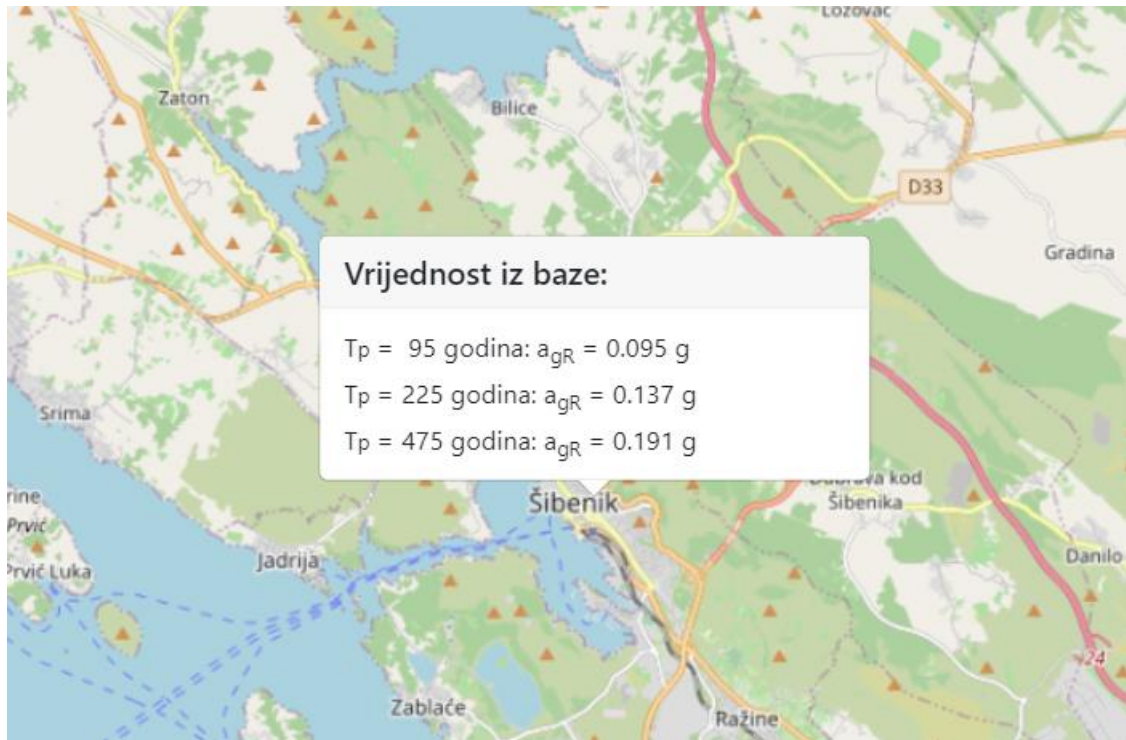 Lozovac
Zaton
Bilice
D33
Gradina
Vrijednost iz baze:
Tp = 95 godina: agR = 0.095 g
Tp = 225 godina: agR = 0.137 g
Tp = 475 godina: agR = 0.191 g
Srima
Šibenik
Dubrava kod
Šibenika
rine
Prvić
Prvić Luka
Jadrija
Danilo
Zablaće
Ražine